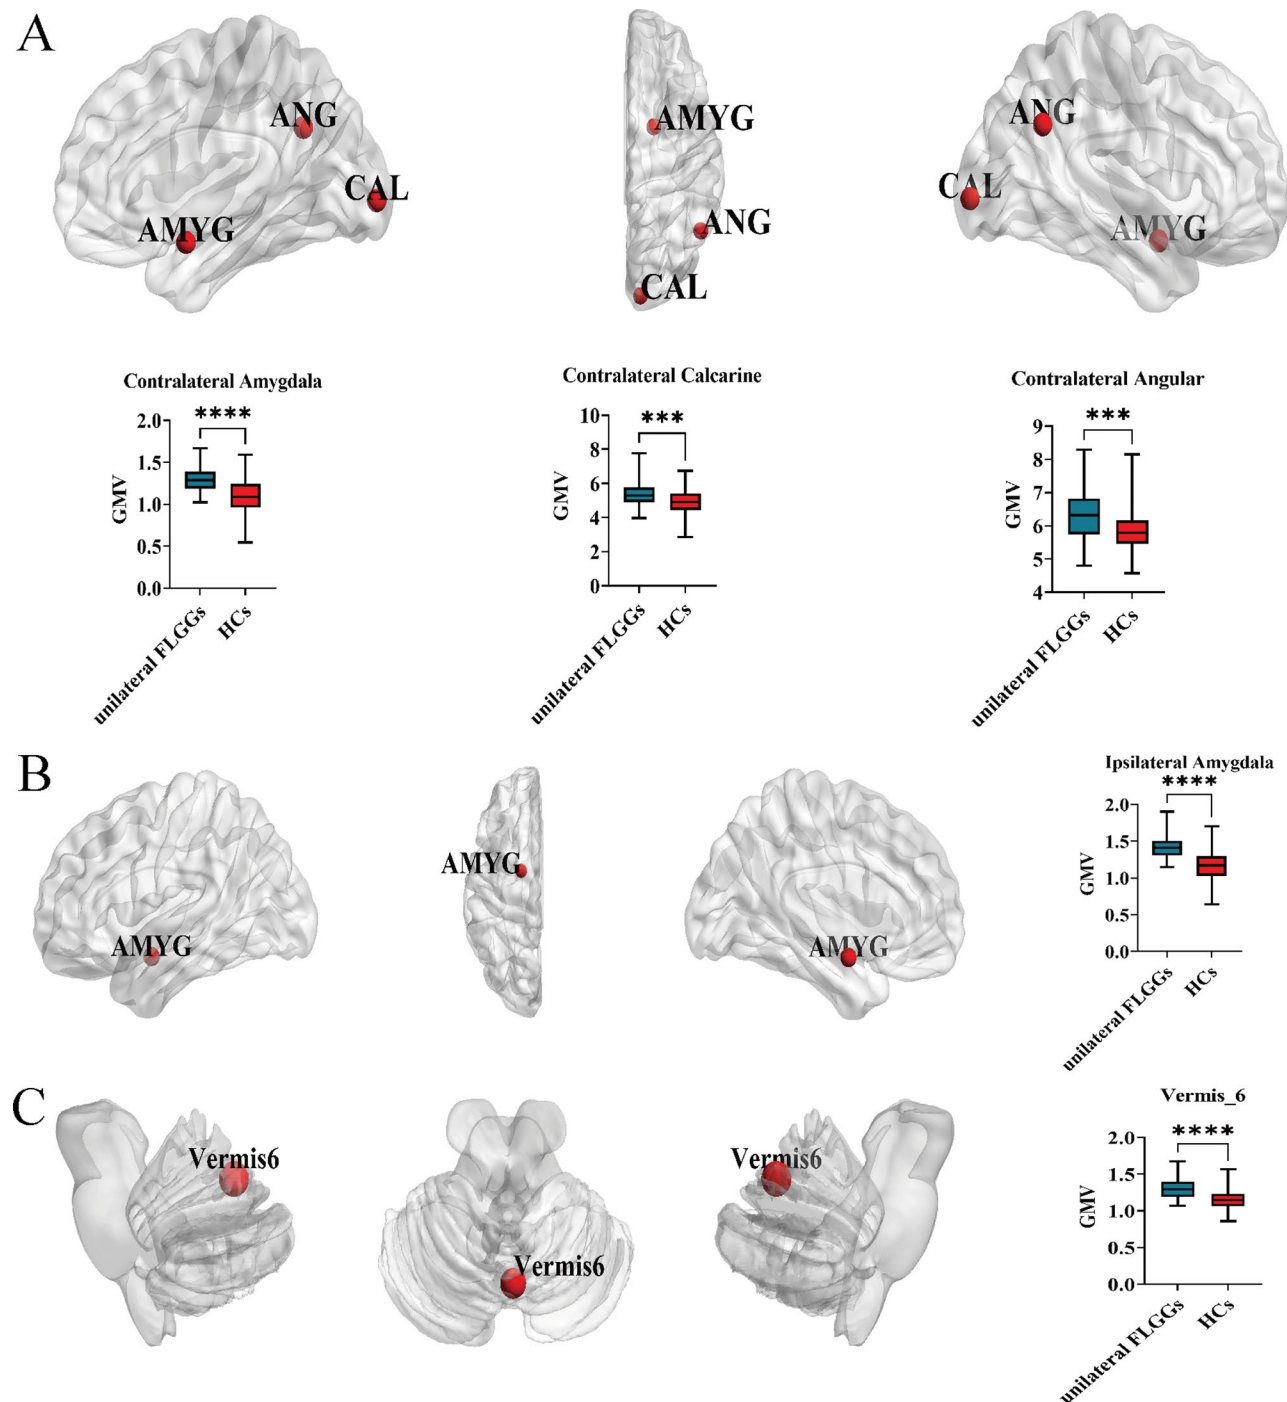 A
ANG
CAL
AMYG
AMYG
ANG
CAL
ANG
CAL
AMYG
Contralateral Amygdala
****
2.0
1.5
1.0
0.5
0.0
GMV
unilateral FLGGs
HCs
Contralateral Calcarine
***
10
8
6
4
2
0
GMV
unilateral FLGGs
HCs
Contralateral Angular
***
9
8
7
6
5
4
GMV
unilateral FLGGs
HCs
B
AMYG
AMYG
AMYG
Ipsilateral Amygdala
****
2.0
1.5
1.0
0.5
0.0
GMV
unilateral FLGGs
HCs
C
Vermis6
Vermis6
Vermis6
Vermis_6
****
2.0
1.5
1.0
0.5
0.0
GMV
unilateral FLGGs
HCs